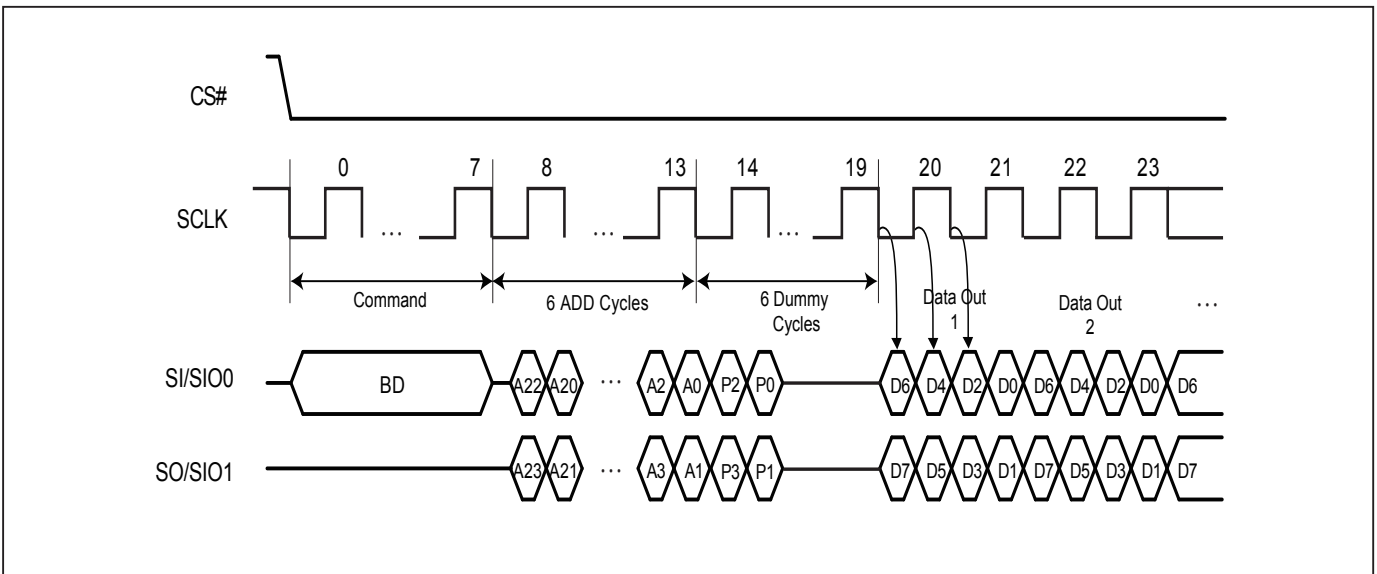 CS#
0 7 8 13 14 19 20 21 22 23
SCLK
... ... ...
Command
6 ADD Cycles
6 Dummy
Cycles
Data Out
1
Data Out
2
...
SI/SIO0
BD
A22 A20 ... A2 A0 P2 P0 D6 D4 D2 D0 D6 D4 D2 D0 D6
SO/SIO1
A23 A21 ... A3 A1 P3 P1 D7 D5 D3 D1 D7 D5 D3 D1 D7